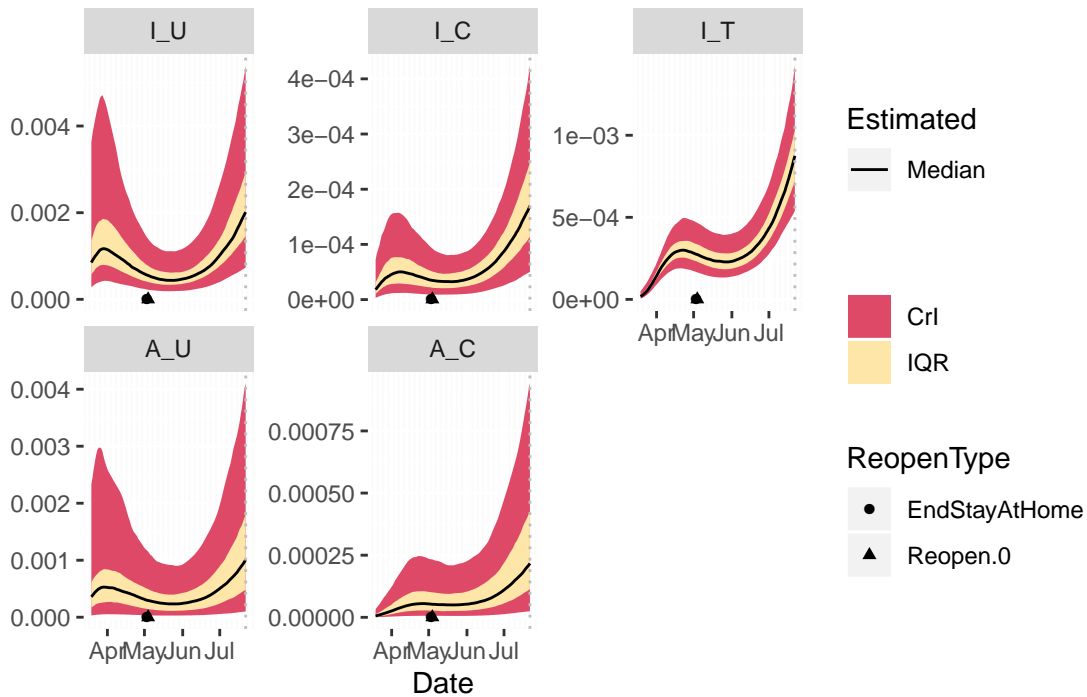 I_U
I_C
I_T
0.004
0.002
0.000
4e−04
3e−04
2e−04
1e−04
0e+00
1e−03
5e−04
0e+00
Apr May Jun Jul
A_U
A_C
0.004
0.003
0.002
0.001
0.000
0.00075
0.00050
0.00025
0.00000
Apr May Jun Jul
Apr May Jun Jul
Date
Estimated
Median
CrI
IQR
ReopenType
EndStayAtHome
Reopen.0